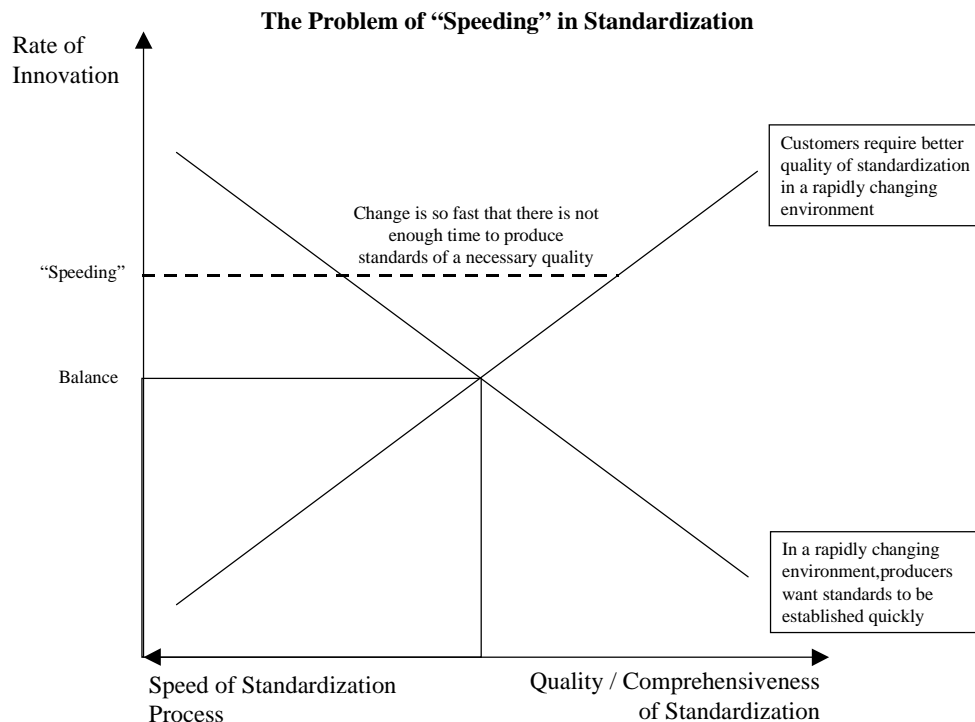 The Problem of “Speeding” in Standardization
Rate of
Innovation
Customers require better
quality of standardization
in a rapidly changing
environment
Change is so fast that there is not
enough time to produce
standards of a necessary quality
“Speeding”
Balance
In a rapidly changing
environment,producers
want standards to be
established quickly
Speed of Standardization
Process
Quality / Comprehensiveness
of Standardization